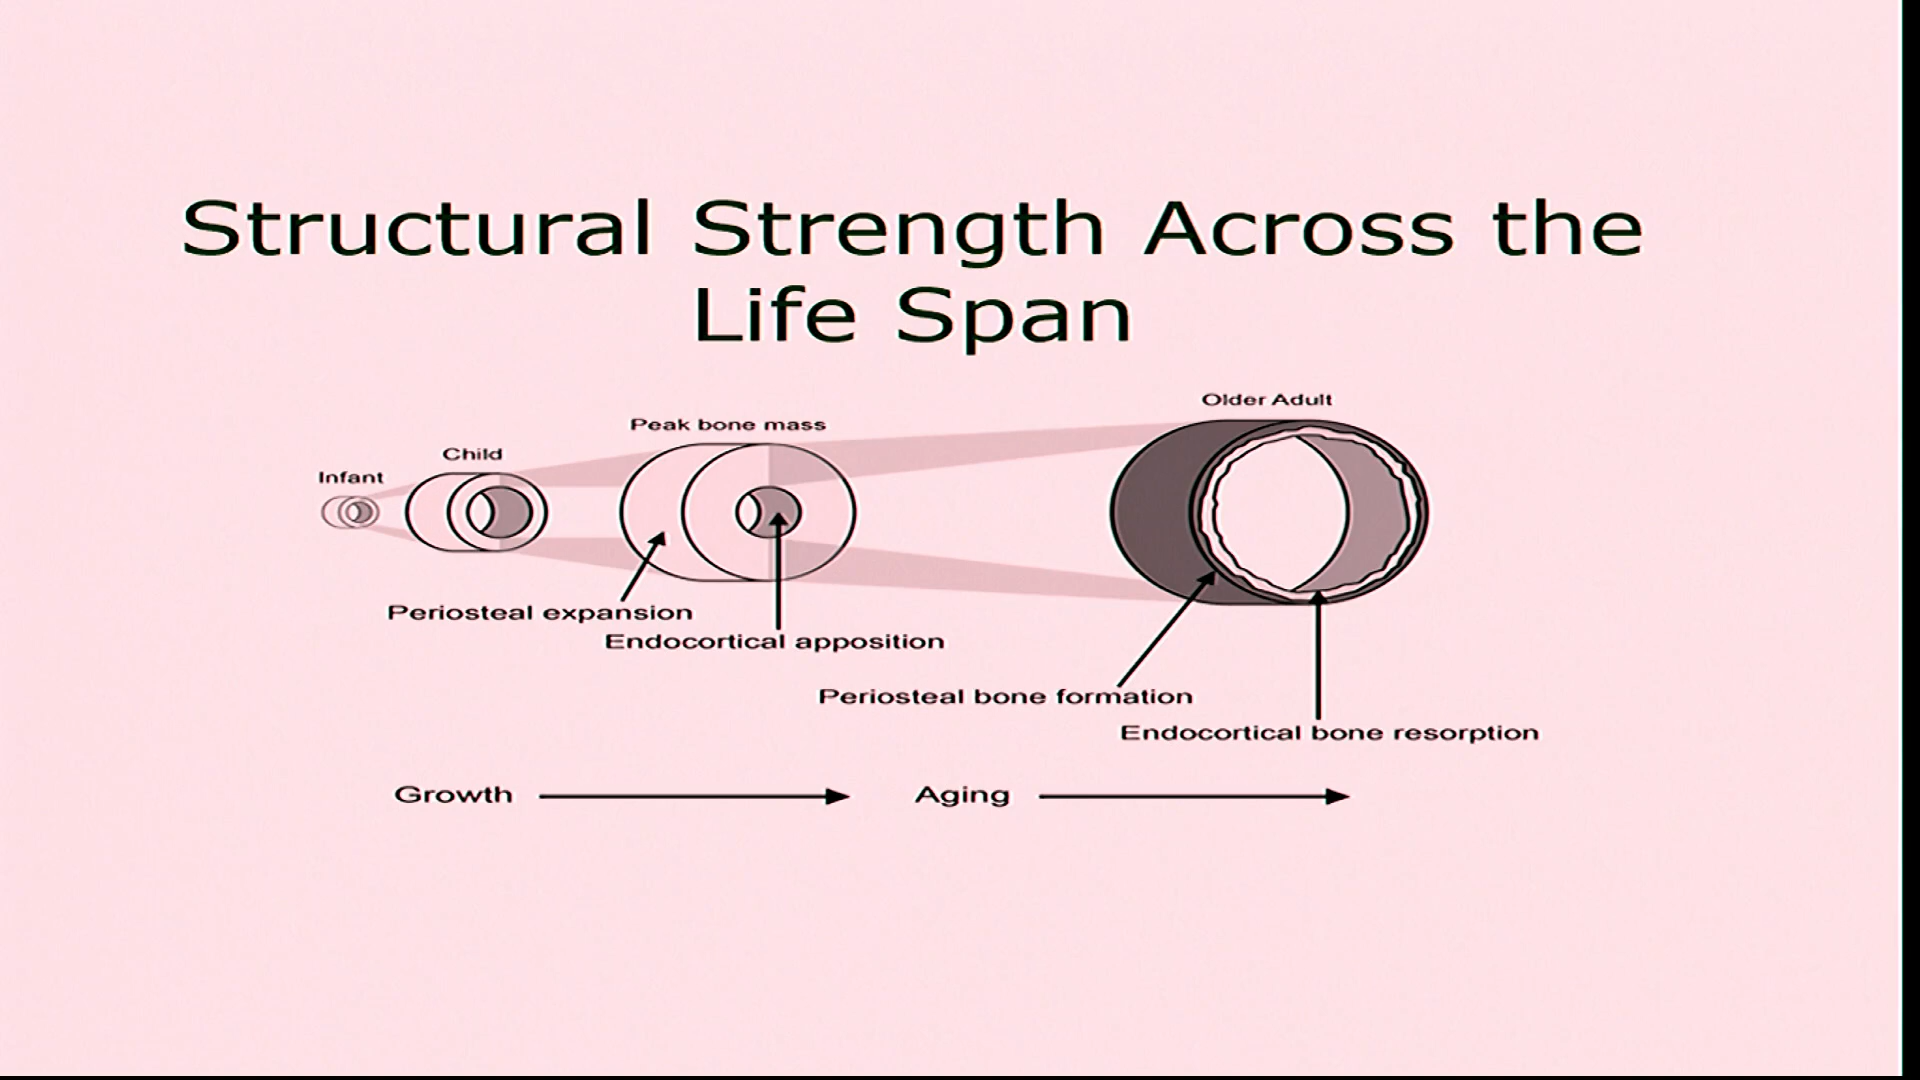 Structural Strength Across the
Life Span
Older Adult
Peak bone mass
Child
Infant
Periosteal expansion
Endocortical apposition
Periosteal bone formation
Endocortical bone resorption
Growth
Aging